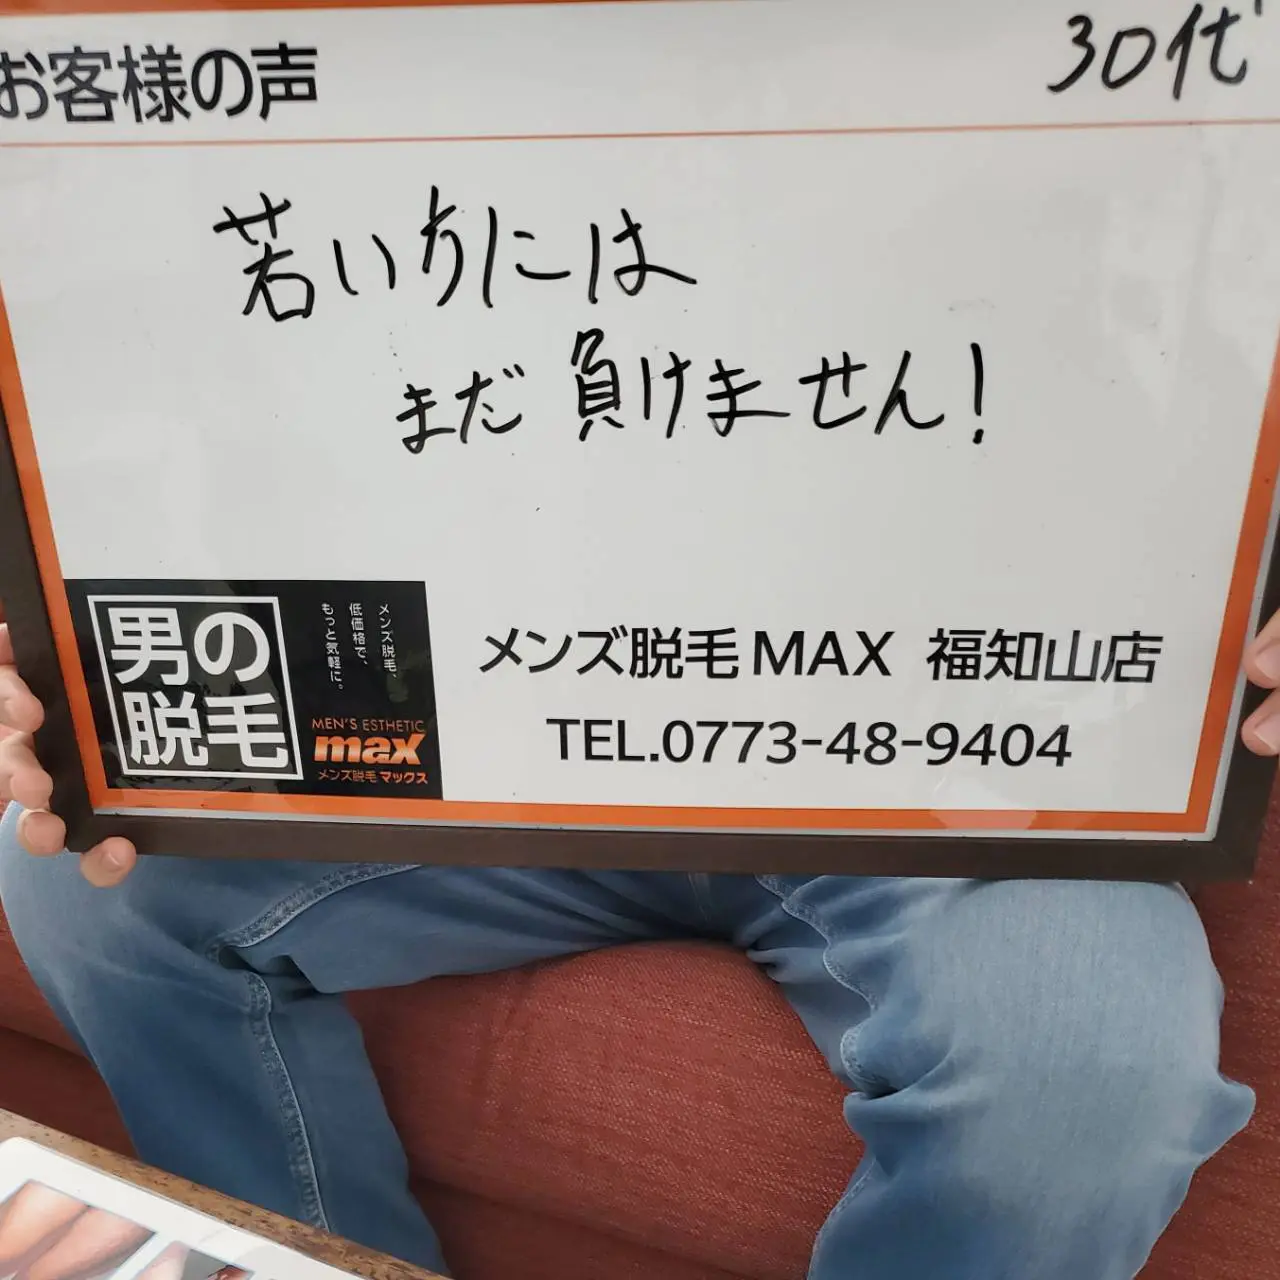 お客様の声
30代
若い力には
まだ負けません!
男の
脱毛
メンズ脱毛、
低価格で、
もっと気軽に。
MEN'S ESTHETIC
max
メンズ脱毛マックス
メンズ脱毛MAX 福知山店
TEL.0773-48-9404